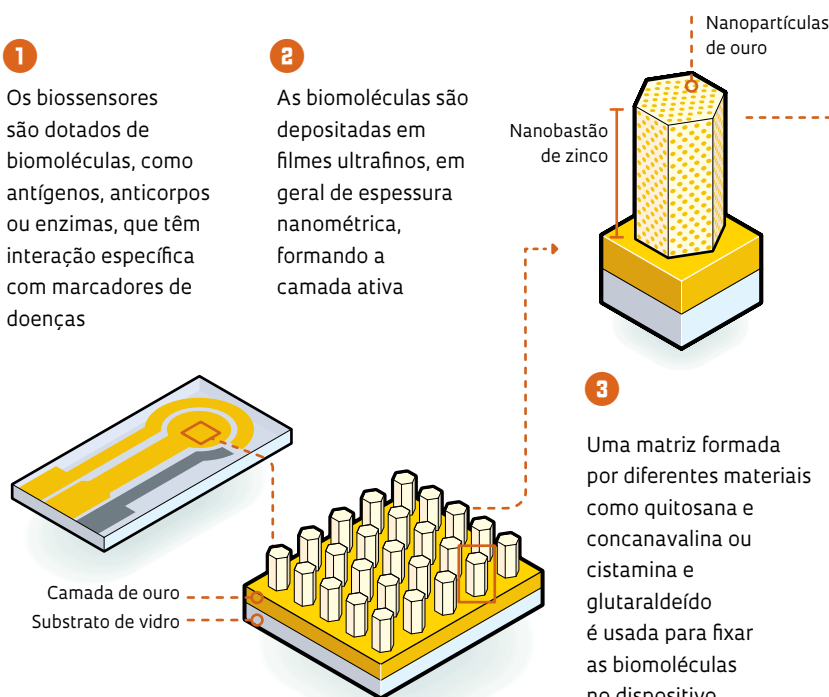 1
Os biossensores
são dotados de
biomoléculas, como
antígenos, anticorpos
ou enzimas, que têm
interação específica
com marcadores de
doenças
2
As biomoléculas são
depositadas em
filmes ultrafinos, em
geral de espessura
nanométrica,
formando a
camada ativa
Nanopartículas
de ouro
Nanobastão
de zinco
Camada de ouro
Substrato de vidro
3
Uma matriz formada
por diferentes materiais
como quitosana e
concanavalina ou
cistamina e
glutaraldeído
é usada para fixar
as biomoléculas
no dispositivo